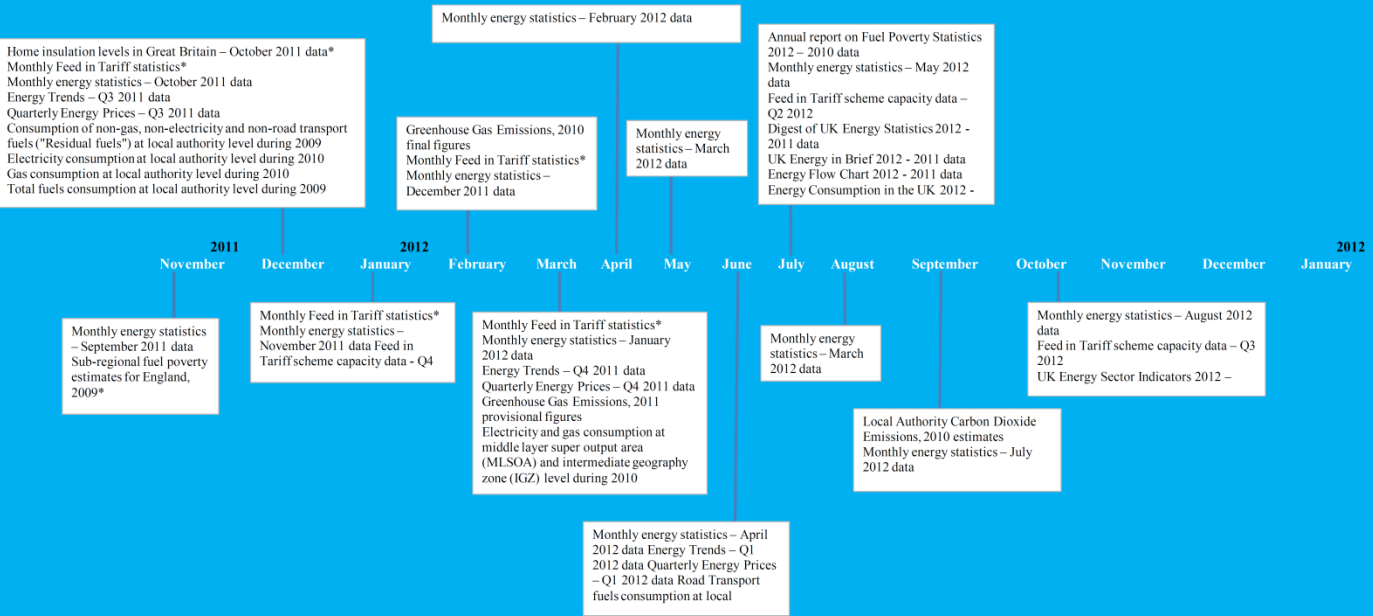 Monthly energy statistics – February 2012 data
Home insulation levels in Great Britain – October 2011 data*
Monthly Feed in Tariff statistics*
Monthly energy statistics – October 2011 data
Energy Trends – Q3 2011 data
Quarterly Energy Prices – Q3 2011 data
Consumption of non-gas, non-electricity and non-road transport
fuels ("Residual fuels") at local authority level during 2009
Electricity consumption at local authority level during 2010
Gas consumption at local authority level during 2010
Total fuels consumption at local authority level during 2009
Greenhouse Gas Emissions, 2010
final figures
Monthly Feed in Tariff statistics*
Monthly energy statistics –
December 2011 data
Monthly energy
statistics – March
2012 data
Annual report on Fuel Poverty Statistics
2012 – 2010 data
Monthly energy statistics – May 2012
data
Feed in Tariff scheme capacity data –
Q2 2012
Digest of UK Energy Statistics 2012 -
2011 data
UK Energy in Brief 2012 - 2011 data
Energy Flow Chart 2012 - 2011 data
Energy Consumption in the UK 2012 -
2011 2012 2012
November December January February March April May June July August September October November December January
Monthly energy statistics
– September 2011 data
Sub-regional fuel poverty
estimates for England,
2009*
Monthly Feed in Tariff statistics*
Monthly energy statistics –
November 2011 data Feed in
Tariff scheme capacity data - Q4
Monthly Feed in Tariff statistics*
Monthly energy statistics – January
2012 data
Energy Trends – Q4 2011 data
Quarterly Energy Prices – Q4 2011 data
Greenhouse Gas Emissions, 2011
provisional figures
Electricity and gas consumption at
middle layer super output area
(MLSOA) and intermediate geography
zone (IGZ) level during 2010
Monthly energy statistics – April
2012 data Energy Trends – Q1
2012 data Quarterly Energy Prices
– Q1 2012 data Road Transport
fuels consumption at local
Monthly energy
statistics – March
2012 data
Local Authority Carbon Dioxide
Emissions, 2010 estimates
Monthly energy statistics – July
2012 data
Monthly energy statistics – August 2012
data
Feed in Tariff scheme capacity data – Q3
2012
UK Energy Sector Indicators 2012 –